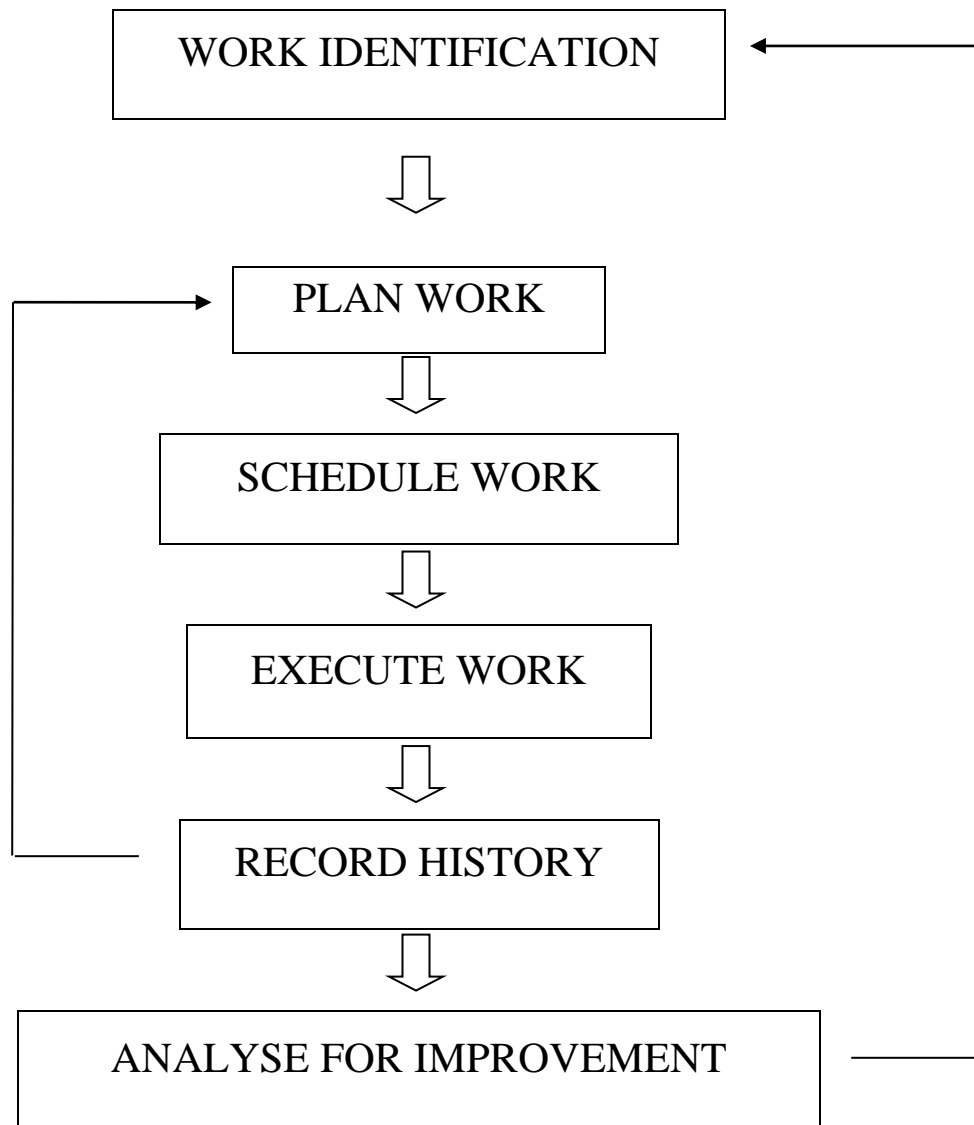 WORK IDENTIFICATION
PLAN WORK
SCHEDULE WORK
EXECUTE WORK
RECORD HISTORY
ANALYSE FOR IMPROVEMENT